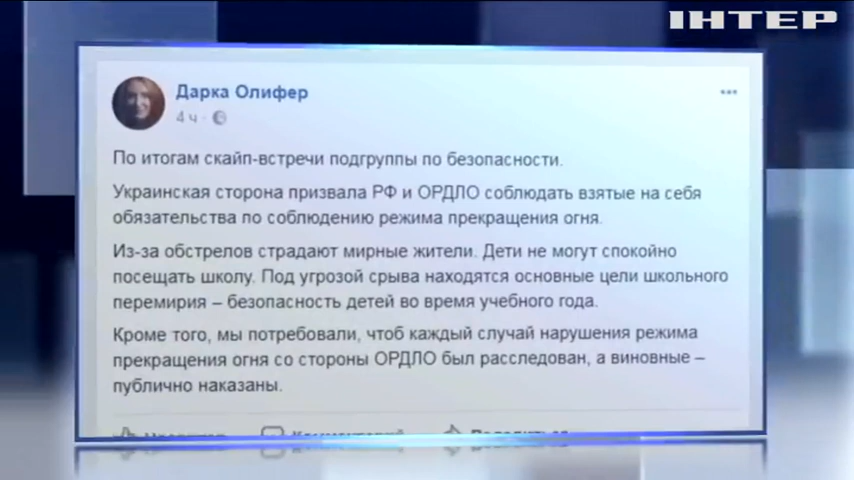 ІНТЕР
Дарка Олифер
4 ч ·
По итогам скайп-встречи подгруппы по безопасности.
Украинская сторона призвала РФ и ОРДЛО соблюдать взятые на себя
обязательства по соблюдению режима прекращения огня.
Из-за обстрелов страдают мирные жители. Дети не могут спокойно
посещать школу. Под угрозой срыва находятся основные цели школьного
перемирия – безопасность детей во время учебного года.
Кроме того, мы потребовали, чтоб каждый случай нарушения режима
прекращения огня со стороны ОРДЛО был расследован, а виновные –
публично наказаны.